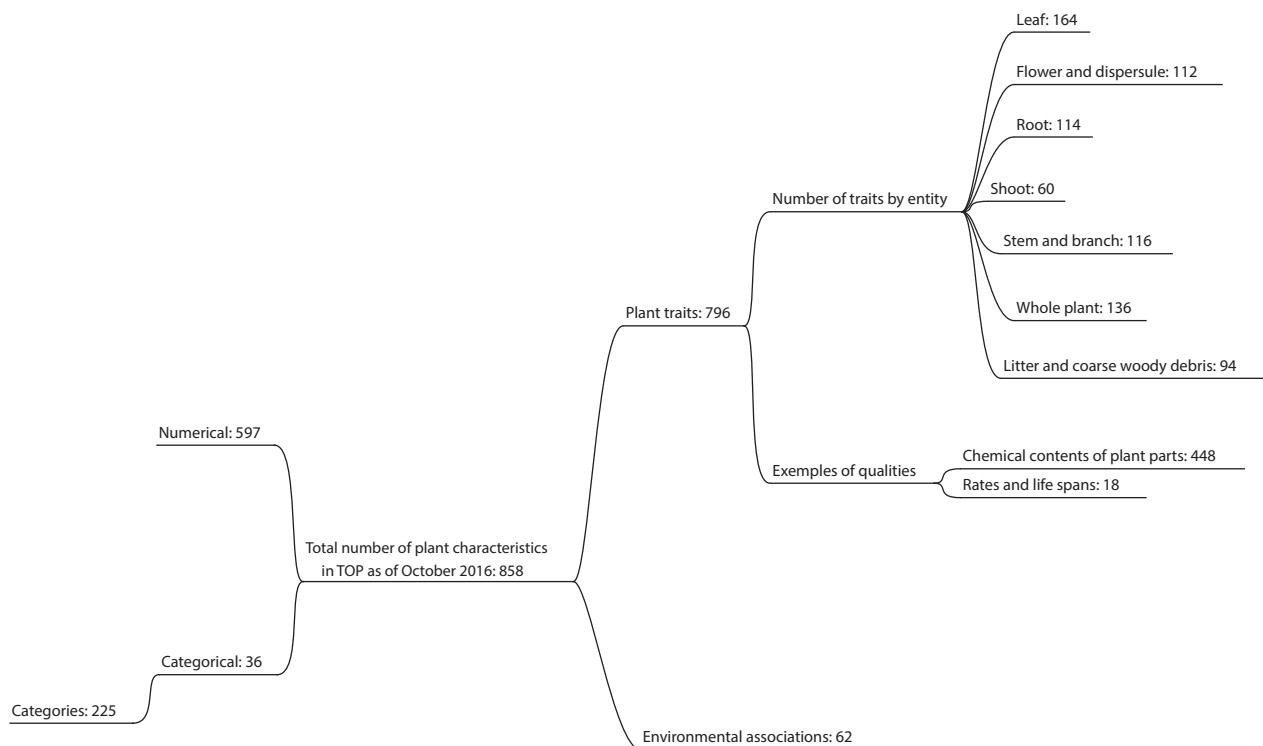 Leaf: 164
Flower and dispersule: 112
Root: 114
Shoot: 60
Number of traits by entity
Stem and branch: 116
Whole plant: 136
Plant traits: 796
Litter and coarse woody debris: 94
Numerical: 597
Chemical contents of plant parts: 448
Exemples of qualities
Rates and life spans: 18
Total number of plant characteristics
in TOP as of October 2016: 858
Categorical: 36
Categories: 225
Environmental associations: 62